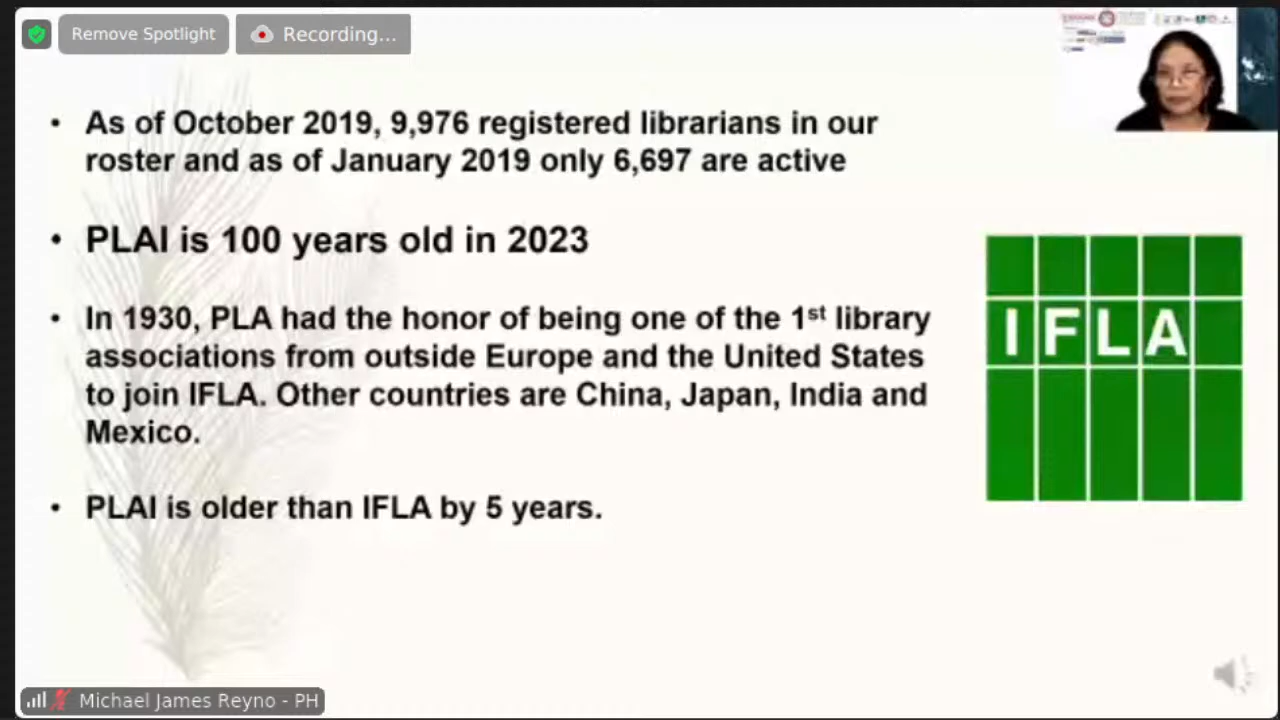 Remove Spotlight
Recording...
• As of October 2019, 9,976 registered librarians in our
roster and as of January 2019 only 6,697 are active
• PLAI is 100 years old in 2023
• In 1930, PLA had the honor of being one of the 1st library
associations from outside Europe and the United States
to join IFLA. Other countries are China, Japan, India and
Mexico.
• PLAI is older than IFLA by 5 years.
IFLA
Michael James Reyno - PH